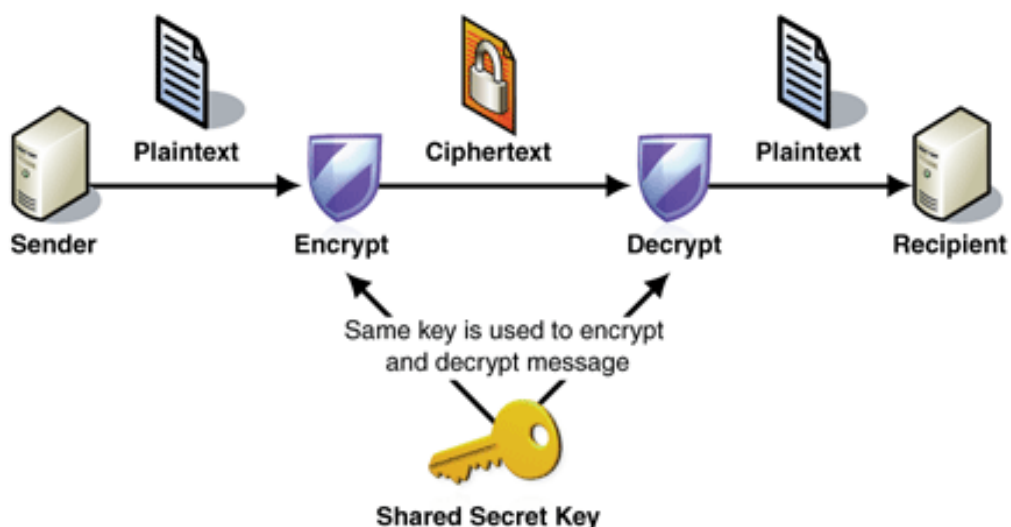 Plaintext
Ciphertext
Plaintext
Sender
Encrypt
Decrypt
Recipient
Same key is used to encrypt
and decrypt message
Shared Secret Key